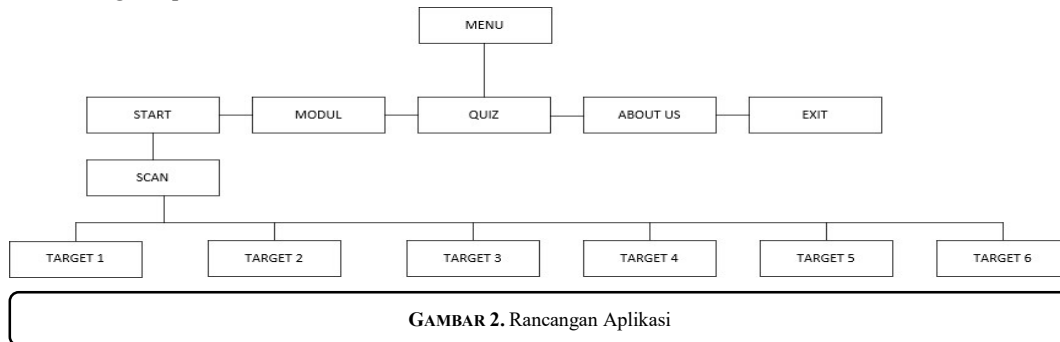 MENU
START
MODUL
QUIZ
ABOUT US
EXIT
SCAN
TARGET 1
TARGET 2
TARGET 3
TARGET 4
TARGET 5
TARGET 6
GAMBAR 2. Rancangan Aplikasi